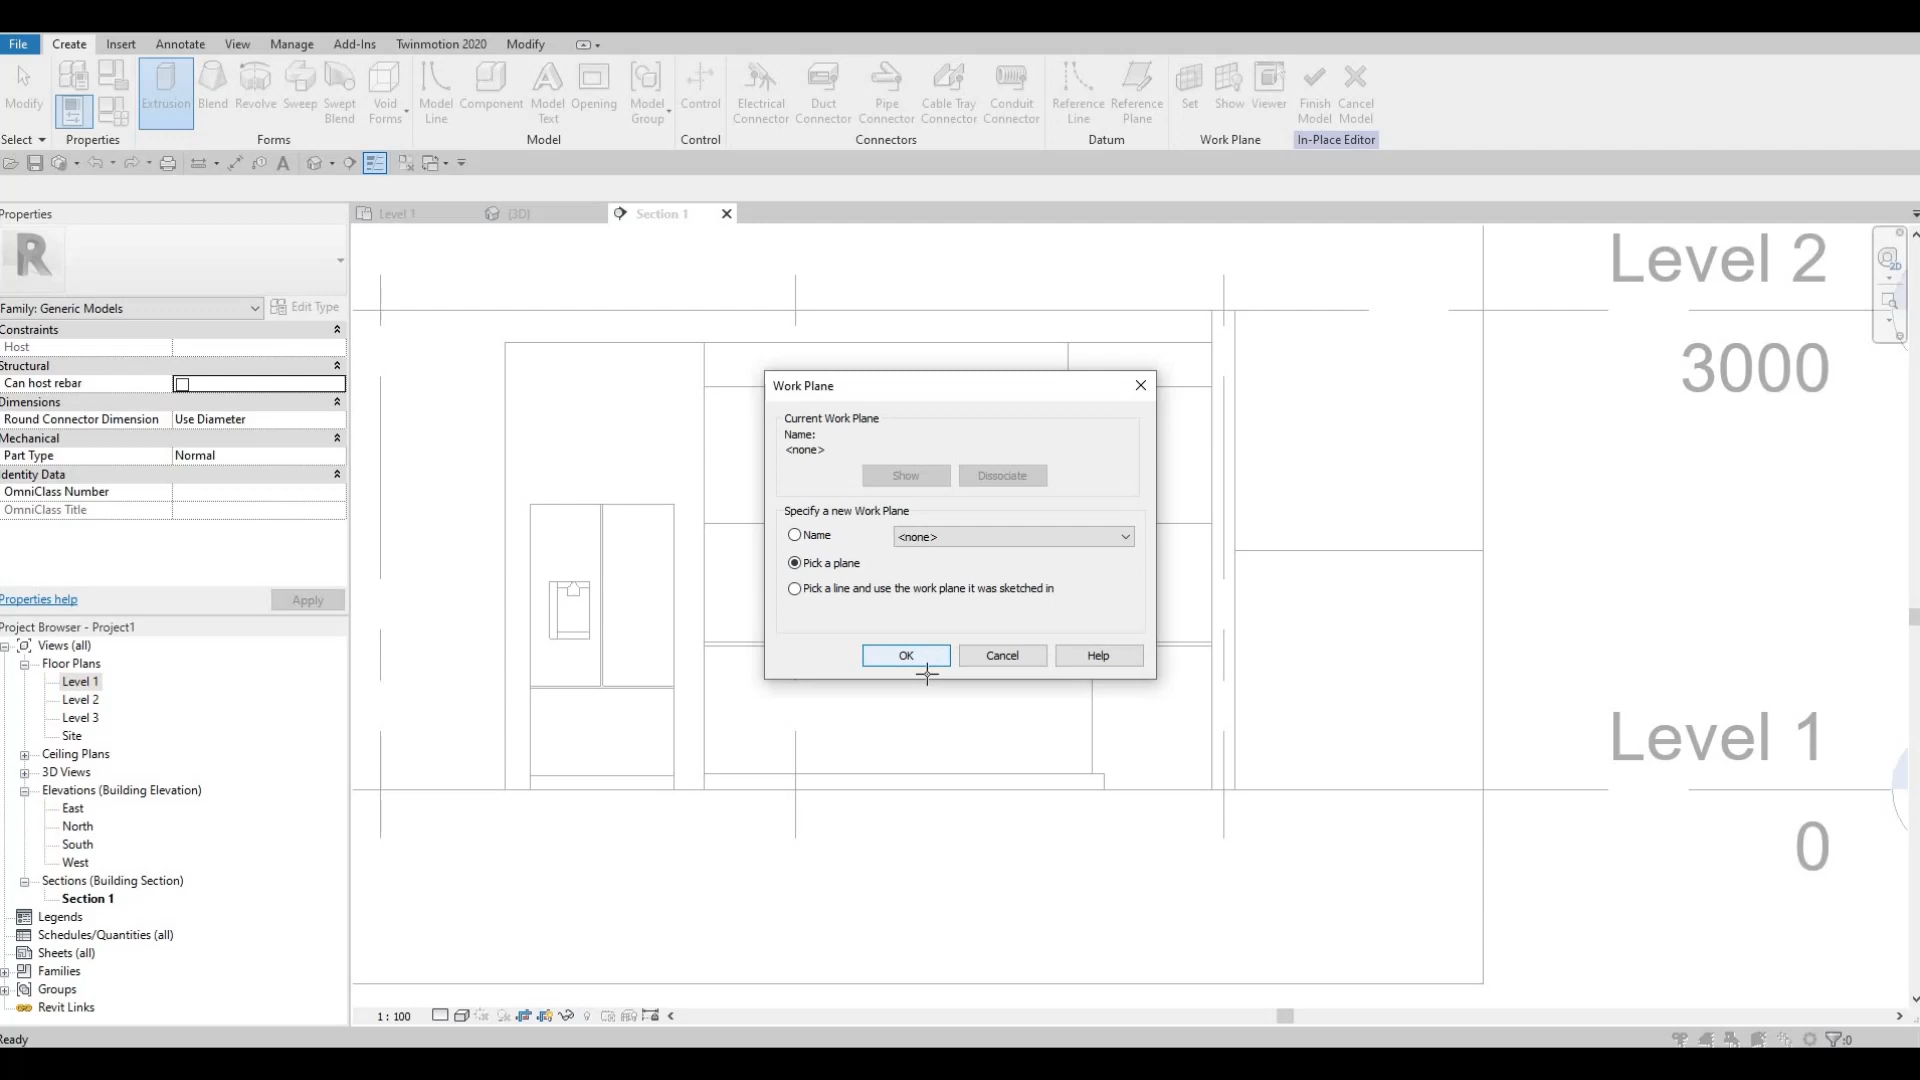 File Create Insert Annotate View Manage Add-Ins Twinmotion 2020 Modify
Modify Extrusion Blend Revolve Sweep Swept Blend Void Forms Model Line Component Model Text Opening Model Group Control Electrical Connector Duct Connector Pipe Connector Cable Tray Connector Conduit Connector Reference Line Reference Plane Set Show Viewer Finish Model Cancel Model
Select Properties Forms Model Control Connectors Datum Work Plane In-Place Editor
Properties
Level 1 {3D} Section 1
R
Family: Generic Models Edit Type
Constraints
Host
Structural
Can host rebar
Dimensions
Round Connector Dimension Use Diameter
Mechanical
Part Type Normal
Identity Data
OmniClass Number
OmniClass Title
Properties help Apply
Project Browser - Project1
Views (all)
Floor Plans
Level 1
Level 2
Level 3
Site
Ceiling Plans
3D Views
Elevations (Building Elevation)
East
North
South
West
Sections (Building Section)
Section 1
Legends
Schedules/Quantities (all)
Sheets (all)
Families
Groups
Revit Links
Work Plane
Current Work Plane
Name:
<none>
Show Dissociate
Specify a new Work Plane
Name <none>
Pick a plane
Pick a line and use the work plane it was sketched in
OK Cancel Help
Level 2
3000
Level 1
0
2D
1 : 100
Ready
:0